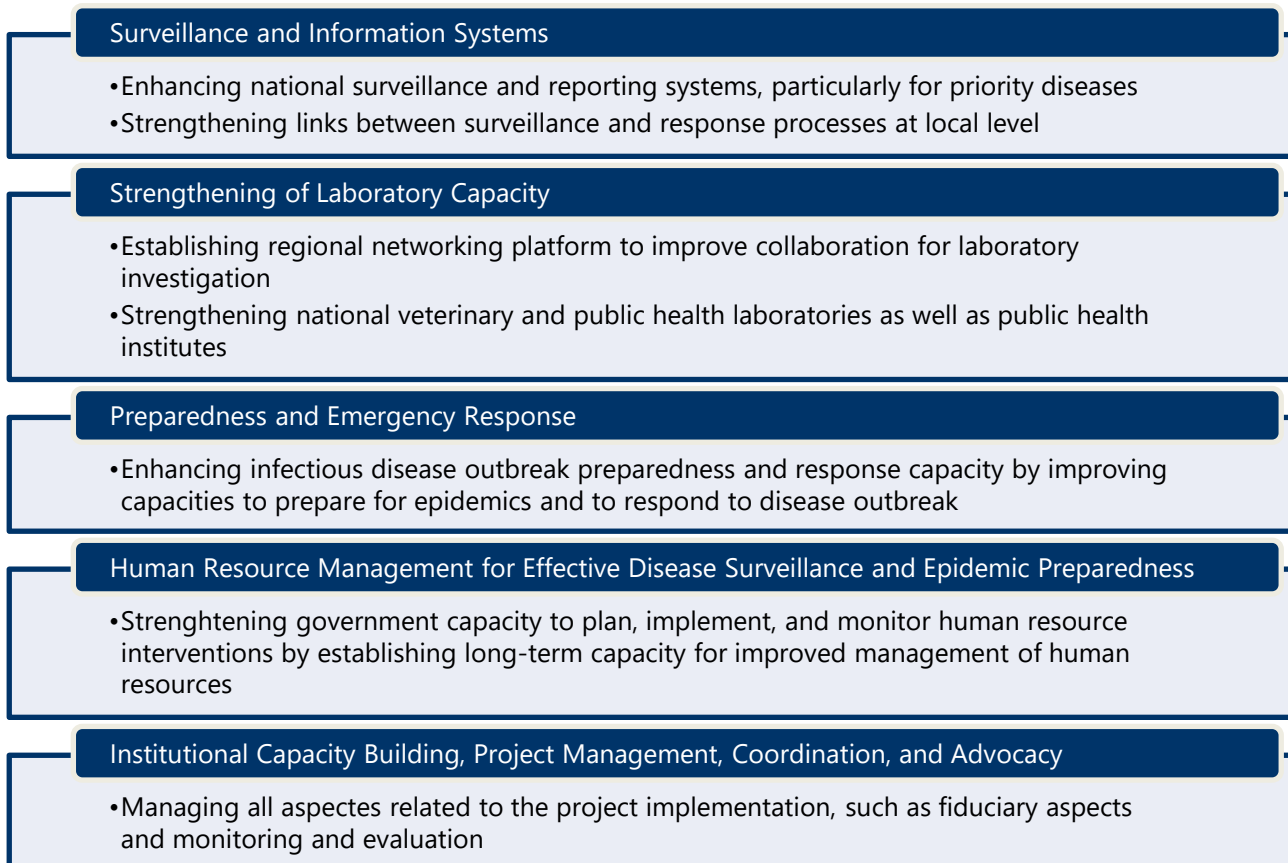 Surveillance and Information Systems
•Enhancing national surveillance and reporting systems, particularly for priority diseases
•Strengthening links between surveillance and response processes at local level
Strengthening of Laboratory Capacity
•Establishing regional networking platform to improve collaboration for laboratory
investigation
•Strengthening national veterinary and public health laboratories as well as public health
institutes
Preparedness and Emergency Response
•Enhancing infectious disease outbreak preparedness and response capacity by improving
capacities to prepare for epidemics and to respond to disease outbreak
Human Resource Management for Effective Disease Surveillance and Epidemic Preparedness
•Strenghtening government capacity to plan, implement, and monitor human resource
interventions by establishing long-term capacity for improved management of human
resources
Institutional Capacity Building, Project Management, Coordination, and Advocacy
•Managing all aspectes related to the project implementation, such as fiduciary aspects
and monitoring and evaluation